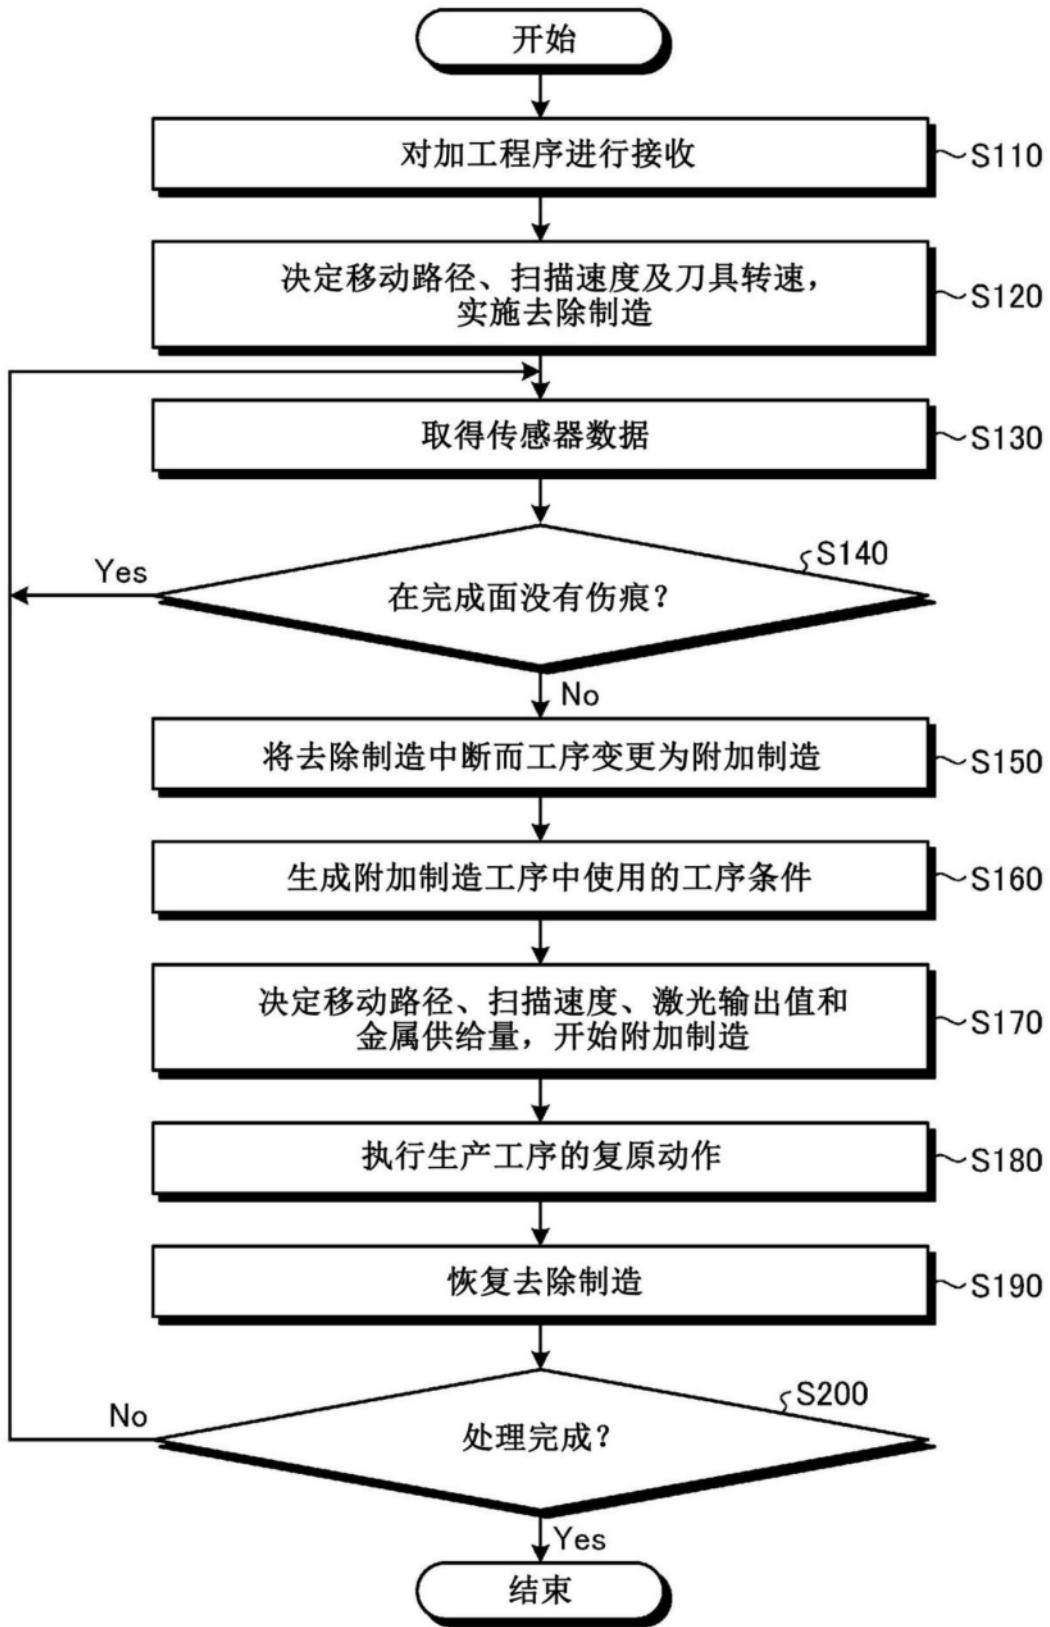 开始
对加工程序进行接收
S110
决定移动路径、扫描速度及刀具转速，
实施去除制造
S120
取得传感器数据
S130
S140
Yes
在完成面没有伤痕？
No
将去除制造中断而工序变更为附加制造
S150
生成附加制造工序中使用的工序条件
S160
决定移动路径、扫描速度、激光输出值和
金属供给量，开始附加制造
S170
执行生产工序的复原动作
S180
恢复去除制造
S190
S200
No
处理完成？
Yes
结束